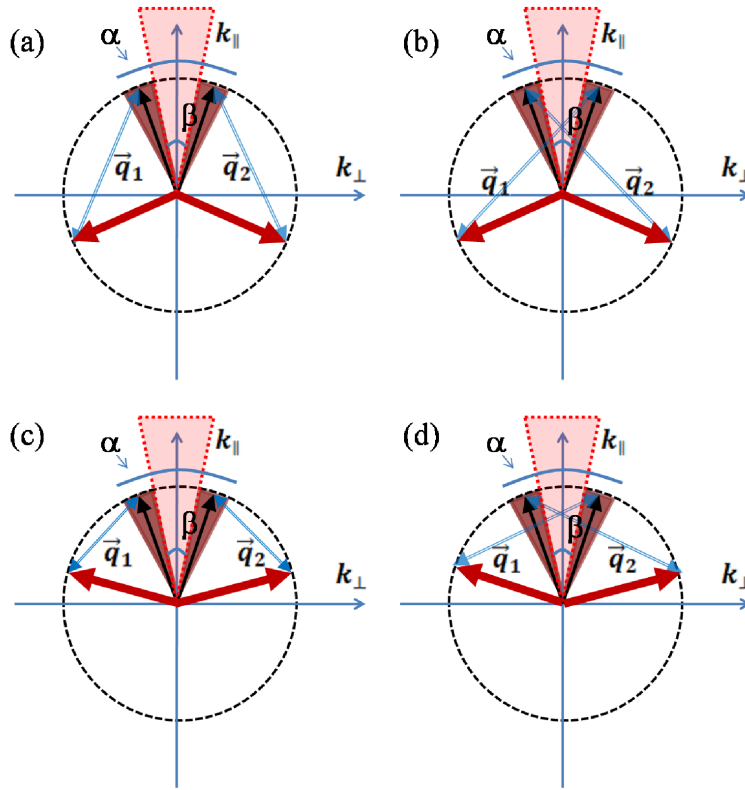 (a) α k∥ (b) α k∥
β β
q⃗₁ q⃗₂ k⊥ q⃗₁ q⃗₂ k⊥
(c) α k∥ (d) α k∥
β β
q⃗₁ q⃗₂ k⊥ q⃗₁ q⃗₂ k⊥